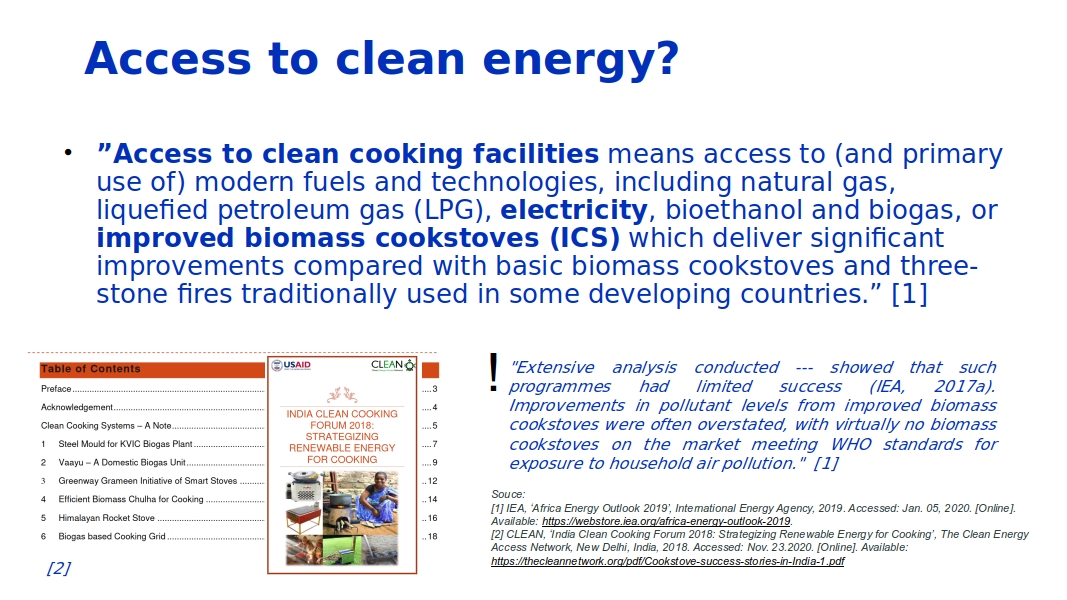 Access to clean energy?
• ”Access to clean cooking facilities means access to (and primary
use of) modern fuels and technologies, including natural gas,
liquefied petroleum gas (LPG), electricity, bioethanol and biogas, or
improved biomass cookstoves (ICS) which deliver significant
improvements compared with basic biomass cookstoves and three-
stone fires traditionally used in some developing countries.” [1]
Table of Contents
Preface ..... 3
Acknowledgement ..... 4
Clean Cooking Systems – A Note ..... 5
1 Steel Mould for KVIC Biogas Plant ..... 7
2 Vaayu – A Domestic Biogas Unit ..... 9
3 Greenway Grameen Initiative of Smart Stoves ..... 12
4 Efficient Biomass Chulha for Cooking ..... 14
5 Himalayan Rocket Stove ..... 16
6 Biogas based Cooking Grid ..... 18
USAID
CLEAN
INDIA CLEAN COOKING
FORUM 2018:
STRATEGIZING
RENEWABLE ENERGY
FOR COOKING
[2]
! "Extensive analysis conducted --- showed that such
programmes had limited success (IEA, 2017a).
Improvements in pollutant levels from improved biomass
cookstoves were often overstated, with virtually no biomass
cookstoves on the market meeting WHO standards for
exposure to household air pollution." [1]
Souce:
[1] IEA, ‘Africa Energy Outlook 2019’, International Energy Agency, 2019. Accessed: Jan. 05, 2020. [Online].
Available: https://webstore.iea.org/africa-energy-outlook-2019.
[2] CLEAN, ‘India Clean Cooking Forum 2018: Strategizing Renewable Energy for Cooking’, The Clean Energy
Access Network, New Delhi, India, 2018. Accessed: Nov. 23.2020. [Online]. Available:
https://thecleannetwork.org/pdf/Cookstove-success-stories-in-India-1.pdf